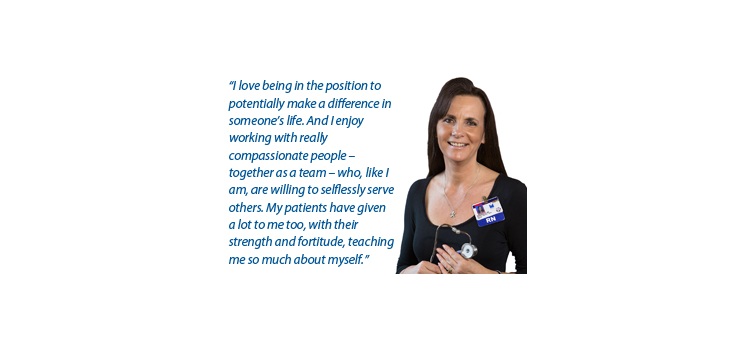 “I love being in the position to
potentially make a difference in
someone’s life. And I enjoy
working with really
compassionate people –
together as a team – who, like I
am, are willing to selflessly serve
others. My patients have given
a lot to me too, with their
strength and fortitude, teaching
me so much about myself.”
RN